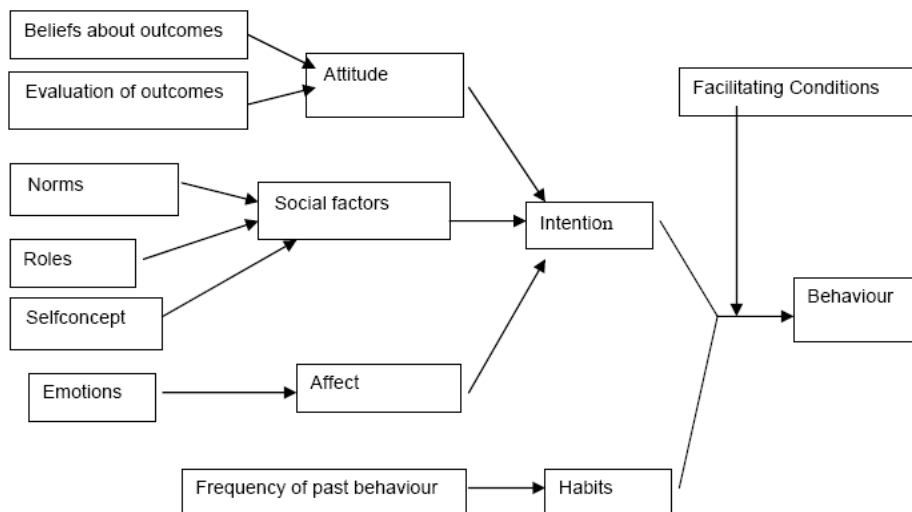 Beliefs about outcomes
Evaluation of outcomes
Attitude
Facilitating Conditions
Norms
Social factors
Intention
Roles
Selfconcept
Behaviour
Emotions
Affect
Frequency of past behaviour
Habits